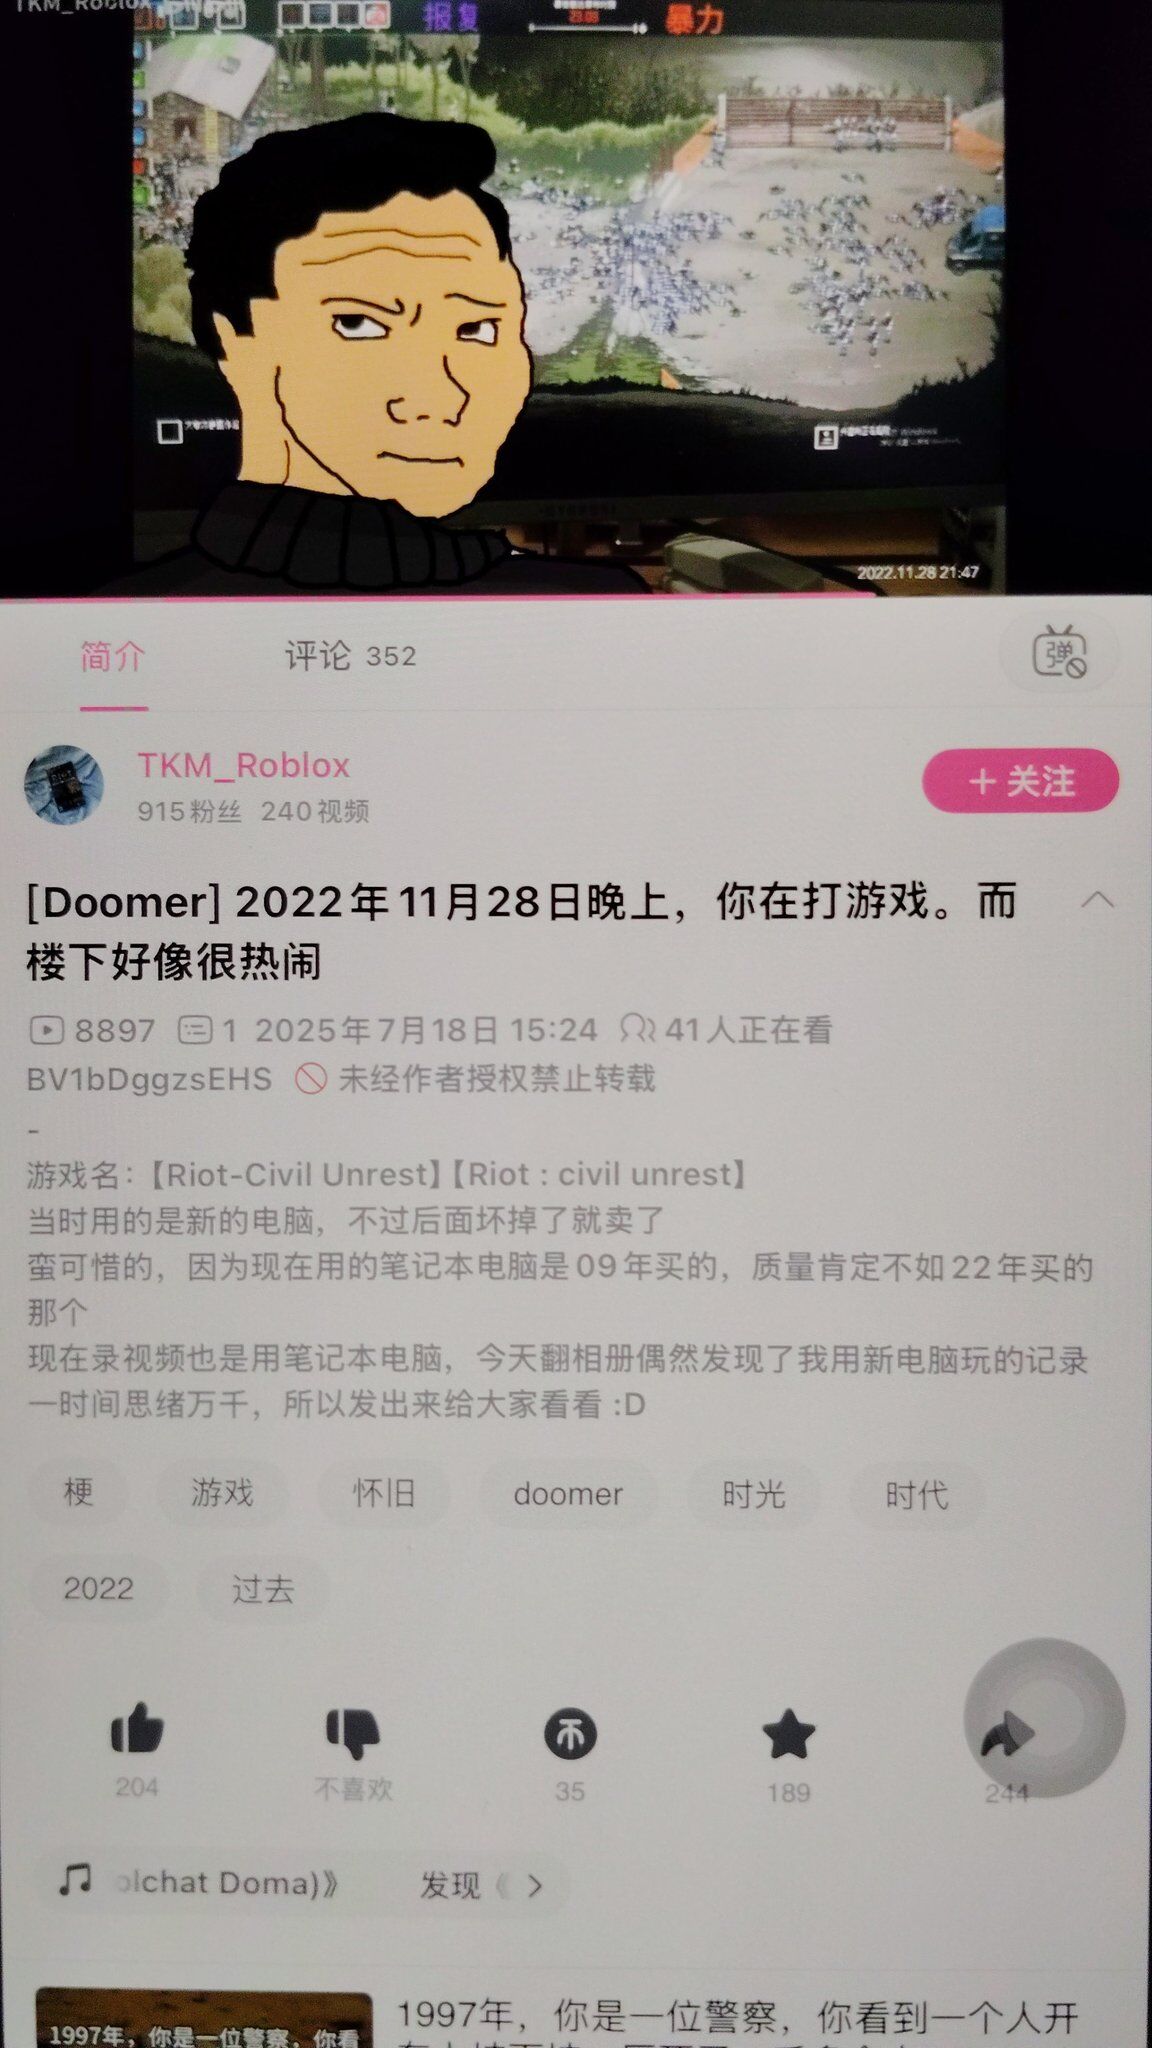 TKM_Roblox
报复
23.08
暴力
2022.11.28 21:47
简介
评论 352
弹
TKM_Roblox
915粉丝 240视频
+ 关注
[Doomer] 2022年11月28日晚上，你在打游戏。而
楼下好像很热闹
8897 1 2025年7月18日 15:24 41人正在看
BV1bDggzsEHS 未经作者授权禁止转载
-
游戏名：【Riot-Civil Unrest】【Riot : civil unrest】
当时用的是新的电脑，不过后面坏掉了就卖了
蛮可惜的，因为现在用的笔记本电脑是09年买的，质量肯定不如22年买的
那个
现在录视频也是用笔记本电脑，今天翻相册偶然发现了我用新电脑玩的记录
一时间思绪万千，所以发出来给大家看看 :D
梗 游戏 怀旧 doomer 时光 时代
2022 过去
204 不喜欢 35 189 244
olchat Doma)》 发现《
1997年，你是一位警察，你看
1997年，你是一位警察，你看到一个人开